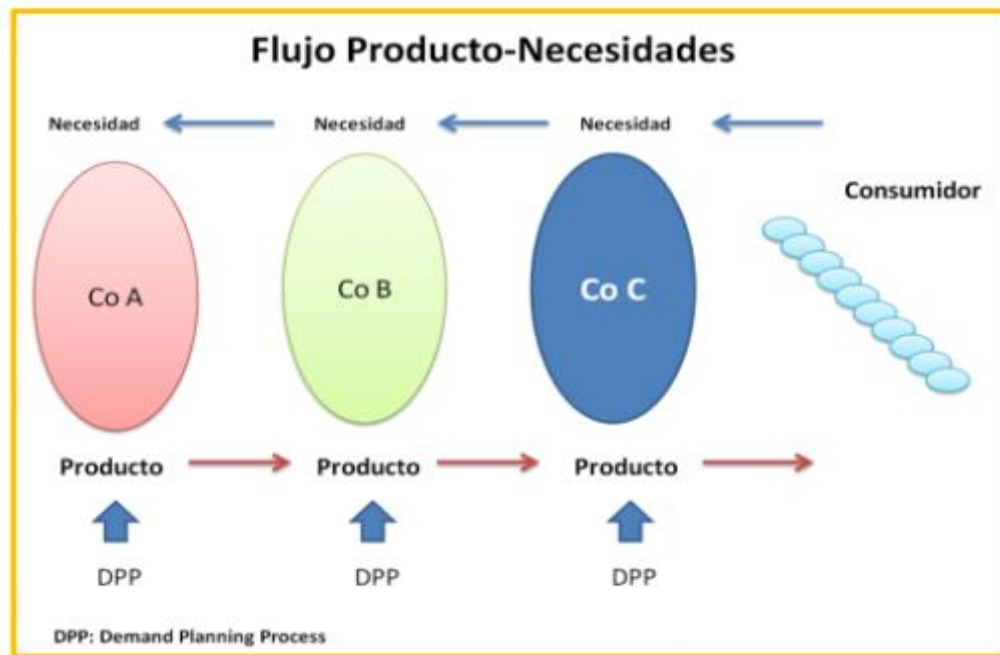 Flujo Producto-Necesidades
Necesidad Necesidad Necesidad
Consumidor
Co A Co B Co C
Producto Producto Producto
DPP DPP DPP
DPP: Demand Planning Process